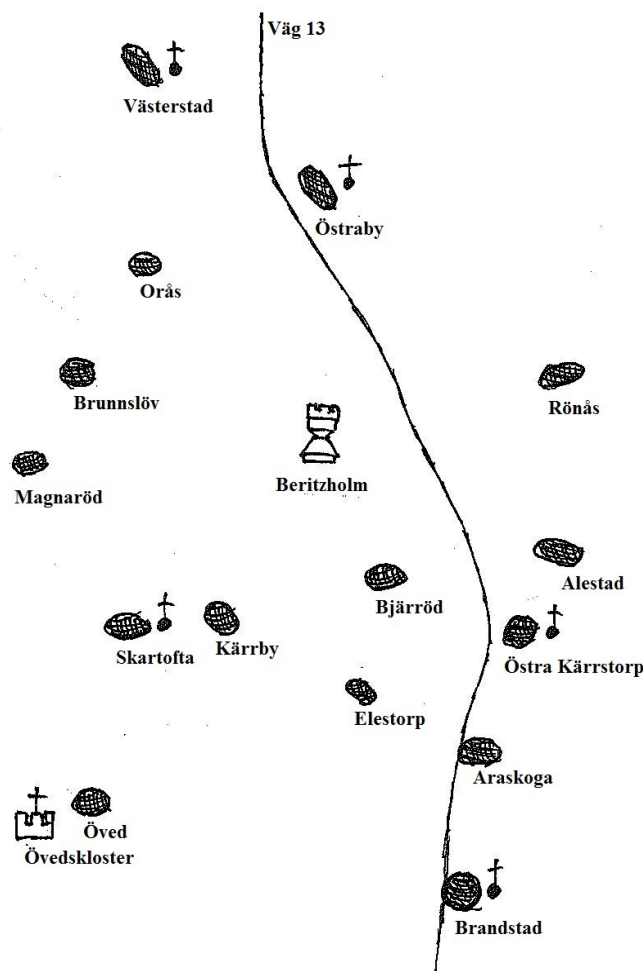 Väg 13
Västerstad
Östraby
Orås
Brunnslöv
Rönås
Magnaröd
Beritzholm
Alestad
Bjärröd
Skartofta
Kärrby
Östra Kärrstorp
Elestorp
Araskoga
Öved
Övedskloster
Brandstad